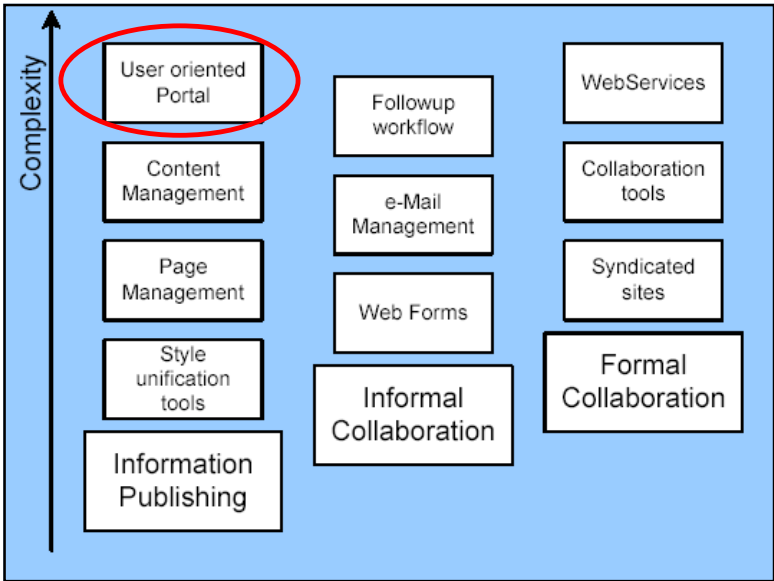 Complexity
User oriented
Portal
Content
Management
Page
Management
Style
unification
tools
Information
Publishing
Followup
workflow
e-Mail
Management
Web Forms
Informal
Collaboration
WebServices
Collaboration
tools
Syndicated
sites
Formal
Collaboration